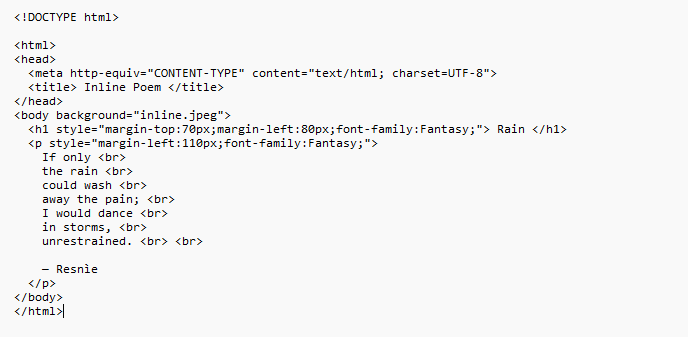 <!DOCTYPE html>
<html>
<head>
<meta http-equiv="CONTENT-TYPE" content="text/html; charset=UTF-8">
<title> Inline Poem </title>
</head>
<body background="inline.jpeg">
<h1 style="margin-top:70px;margin-left:80px;font-family:Fantasy;"> Rain </h1>
<p style="margin-left:110px;font-family:Fantasy;">
If only <br>
the rain <br>
could wash <br>
away the pain; <br>
I would dance <br>
in storms, <br>
unrestrained. <br> <br>
— Resnìe
</p>
</body>
</html>